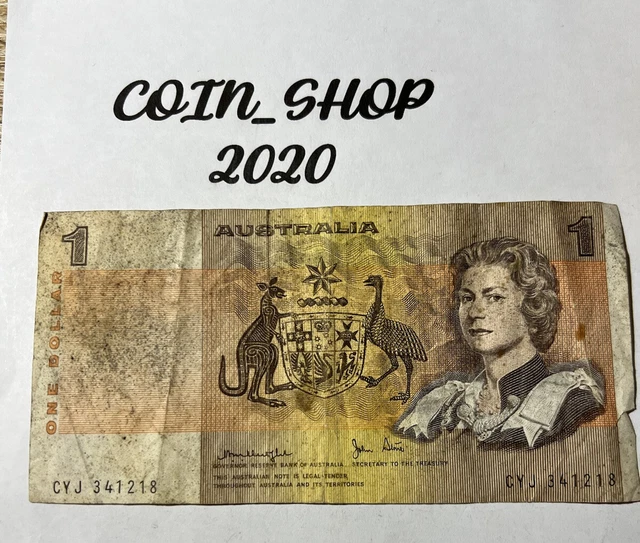 COIN_SHOP
2020
1
AUSTRALIA
1
ONE DOLLAR
GOVERNOR RESERVE BANK OF AUSTRALIA SECRETARY TO THE TREASURY
THIS AUSTRALIAN NOTE IS LEGAL TENDER
THROUGHOUT AUSTRALIA AND ITS TERRITORIES
CYJ 341218
CYJ 341218